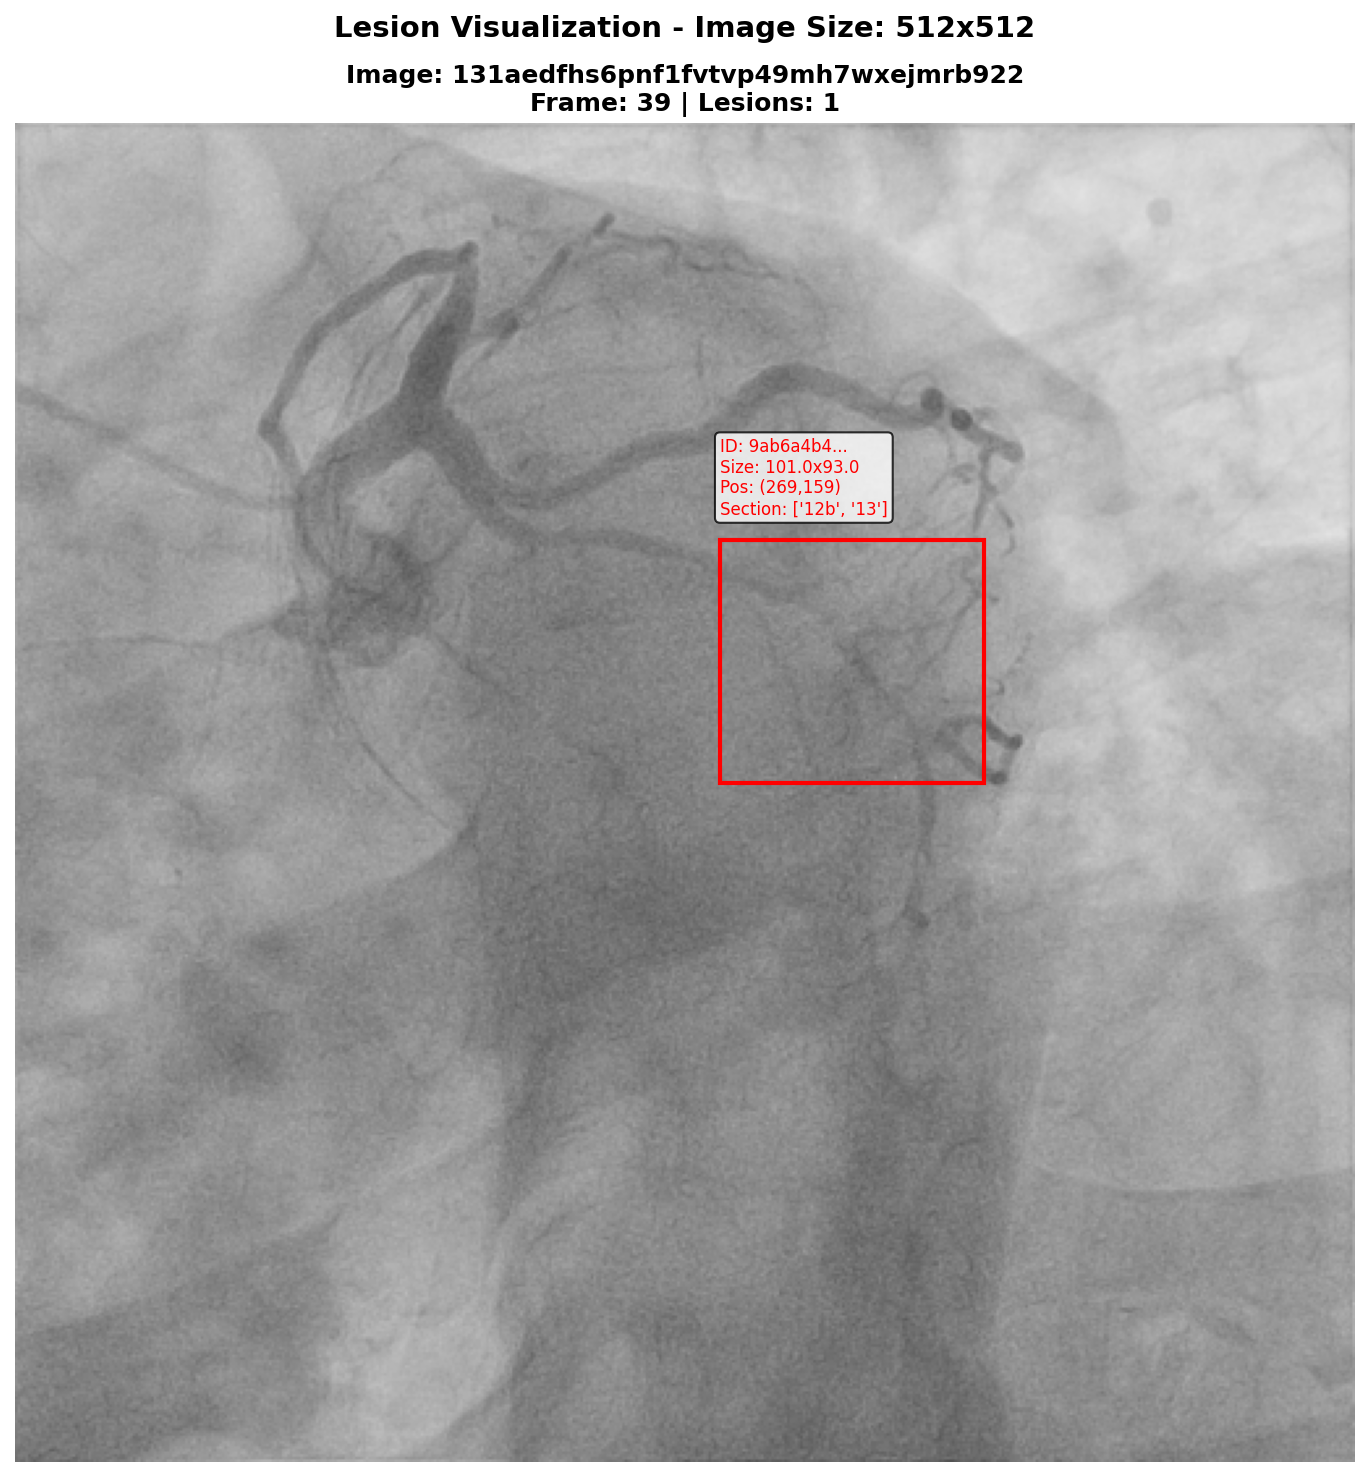 Lesion Visualization - Image Size: 512x512
Image: 131aedfhs6pnf1fvtvp49mh7wxejmrb922
Frame: 39 | Lesions: 1
ID: 9ab6a4b4...
Size: 101.0x93.0
Pos: (269,159)
Section: ['12b', '13']